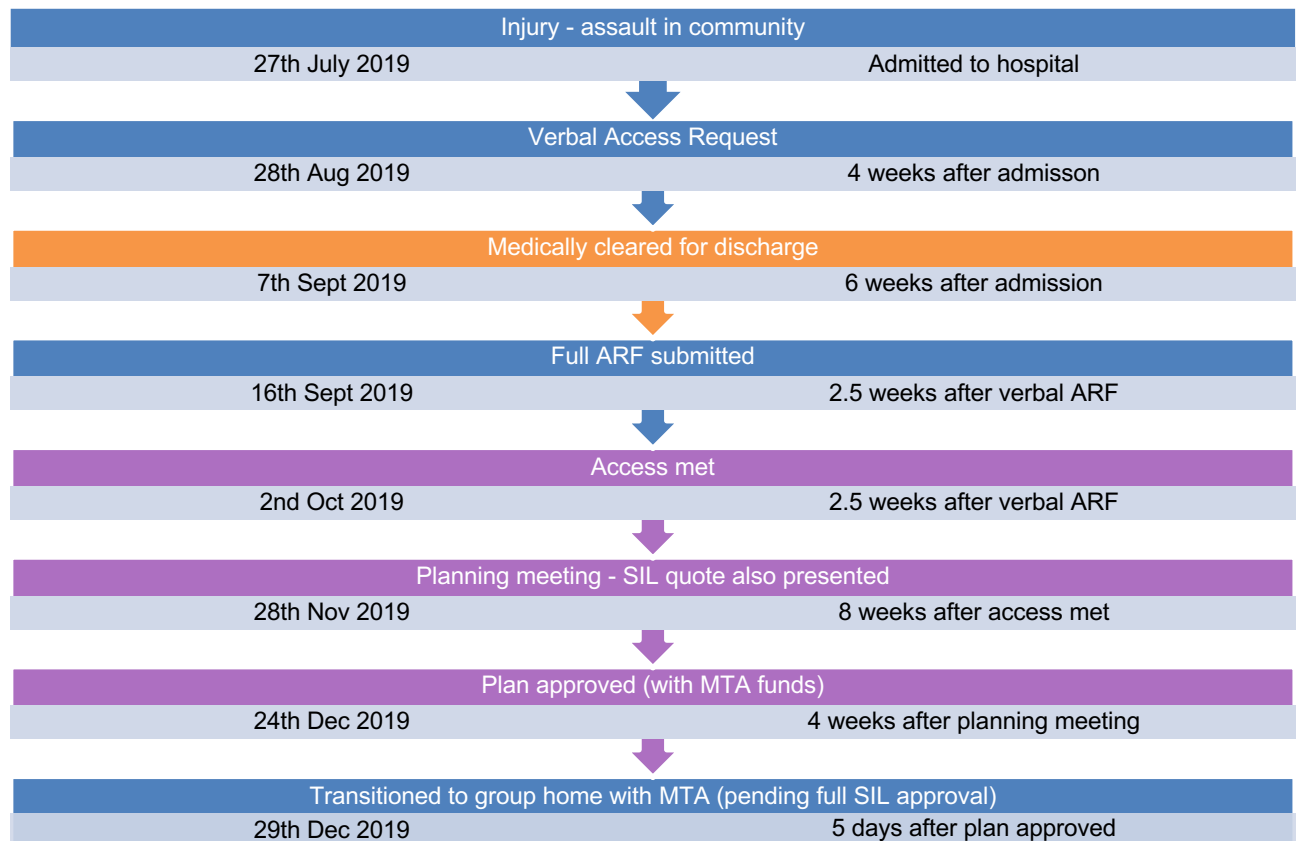 Injury - assault in community
27th July 2019 Admitted to hospital
Verbal Access Request
28th Aug 2019 4 weeks after admisson
Medically cleared for discharge
7th Sept 2019 6 weeks after admission
Full ARF submitted
16th Sept 2019 2.5 weeks after verbal ARF
Access met
2nd Oct 2019 2.5 weeks after verbal ARF
Planning meeting - SIL quote also presented
28th Nov 2019 8 weeks after access met
Plan approved (with MTA funds)
24th Dec 2019 4 weeks after planning meeting
Transitioned to group home with MTA (pending full SIL approval)
29th Dec 2019 5 days after plan approved